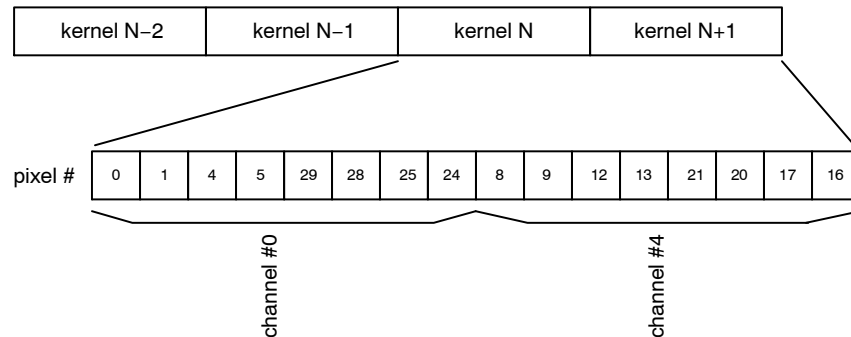 kernel N−2 kernel N−1 kernel N kernel N+1
pixel # 0 1 4 5 29 28 25 24 8 9 12 13 21 20 17 16
channel #0
channel #4